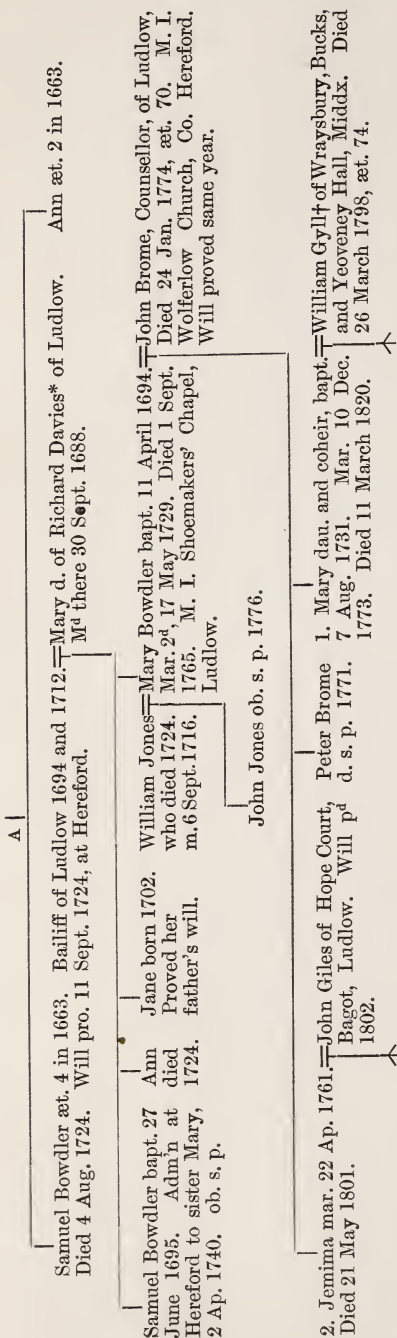 A
Samuel Bowdler æt. 4 in 1663. Bailiff of Ludlow 1694 and 1712.
Died 4 Aug. 1724. Will pro. 11 Sept. 1724, at Hereford.
=Mary d. of Richard Davies* of Ludlow.
Md there 30 Sept. 1688.
Ann æt. 2 in 1663.
Samuel Bowdler bapt. 27
June 1695. Adm'n at
Hereford to sister Mary,
2 Ap. 1740. ob. s. p.
Ann
died
1724.
Jane born 1702.
Proved her
father's will.
William Jones
who died 1724.
m. 6 Sept. 1716.
=Mary Bowdler bapt. 11 April 1694.
Mar. 2d, 17 May 1729. Died 1 Sept.
1765. M. I. Shoemakers' Chapel,
Ludlow.
=John Brome, Counsellor, of Ludlow,
Died 24 Jan. 1774, æt. 70. M. I.
Wolferlow Church, Co. Hereford.
Will proved same year.
John Jones ob. s. p. 1776.
2. Jemima mar. 22 Ap. 1761.
Died 21 May 1801.
=John Giles of Hope Court,
Bagot, Ludlow. Will pd
1802.
Peter Brome
d. s. p. 1771.
1. Mary dau. and coheir, bapt.
7 Aug. 1731. Mar. 10 Dec.
1773. Died 11 March 1820.
=William Gyll† of Wraysbury, Bucks,
and Yeoveney Hall, Middx. Died
26 March 1798, æt. 74.